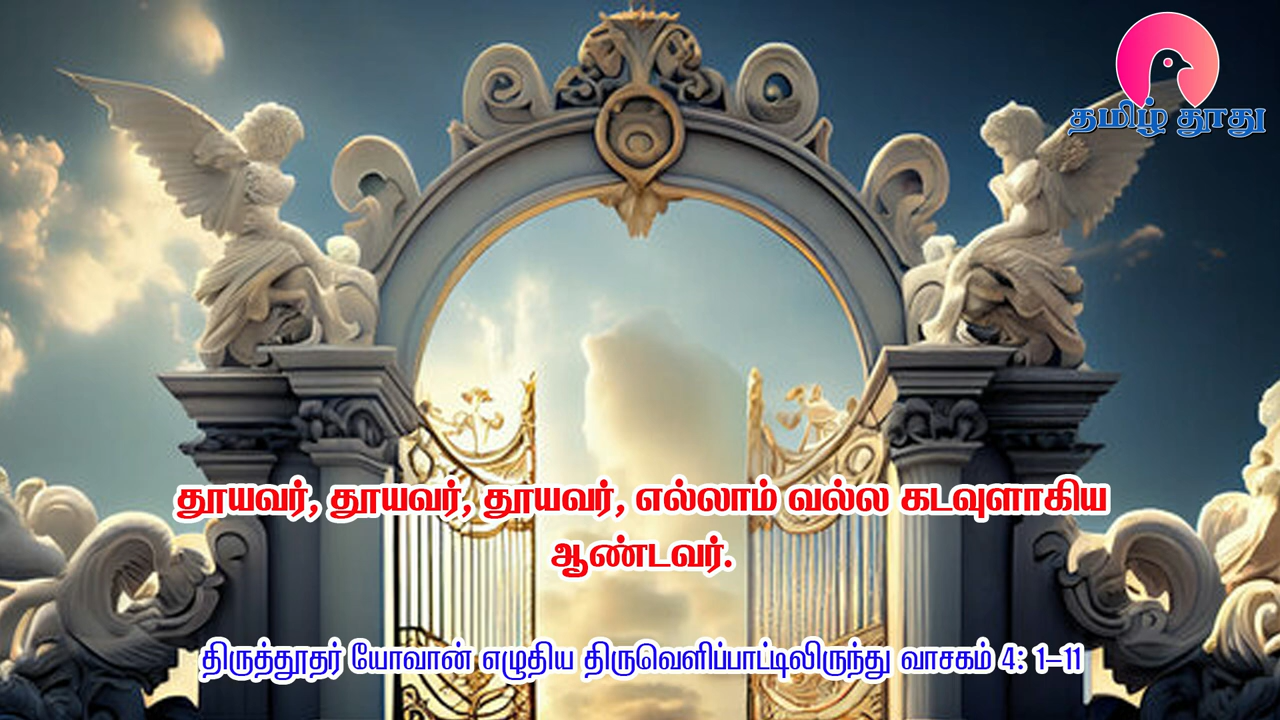 தமிழ் தூது
தூயவர், தூயவர், தூயவர், எல்லாம் வல்ல கடவுளாகிய
ஆண்டவர்.
திருத்தூதர் யோவான் எழுதிய திருவெளிப்பாட்டிலிருந்து வாசகம் 4: 1-11